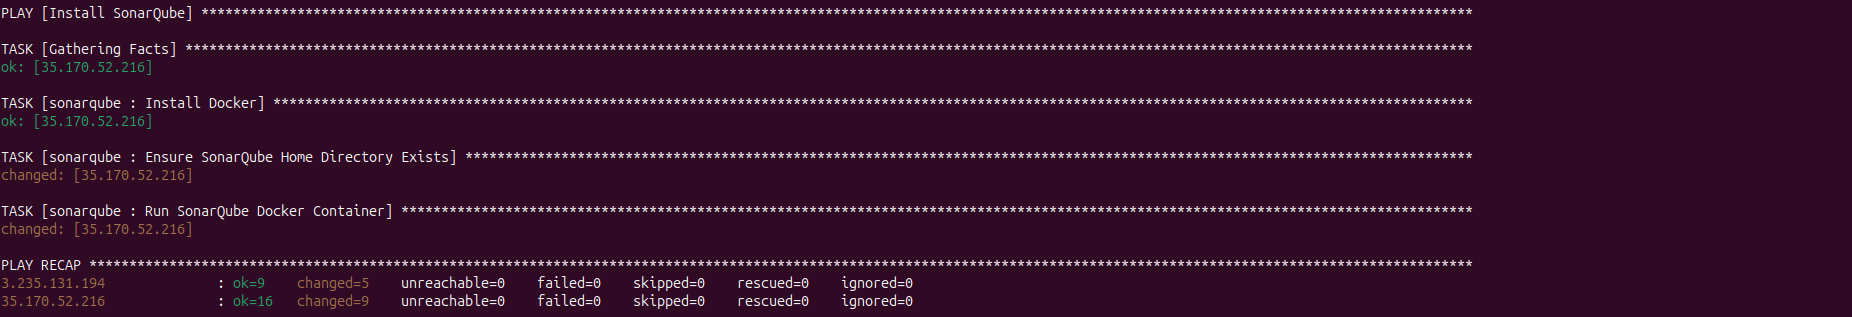 PLAY [Install SonarQube] ***************************************************************************************************************************************************************
TASK [Gathering Facts] *****************************************************************************************************************************************************************
ok: [35.170.52.216]
TASK [sonarqube : Install Docker] ******************************************************************************************************************************************************
ok: [35.170.52.216]
TASK [sonarqube : Ensure SonarQube Home Directory Exists] ******************************************************************************************************************************
changed: [35.170.52.216]
TASK [sonarqube : Run SonarQube Docker Container] **************************************************************************************************************************************
changed: [35.170.52.216]
PLAY RECAP *****************************************************************************************************************************************************************************
3.235.131.194              : ok=9    changed=5    unreachable=0    failed=0    skipped=0    rescued=0    ignored=0
35.170.52.216              : ok=16   changed=9    unreachable=0    failed=0    skipped=0    rescued=0    ignored=0